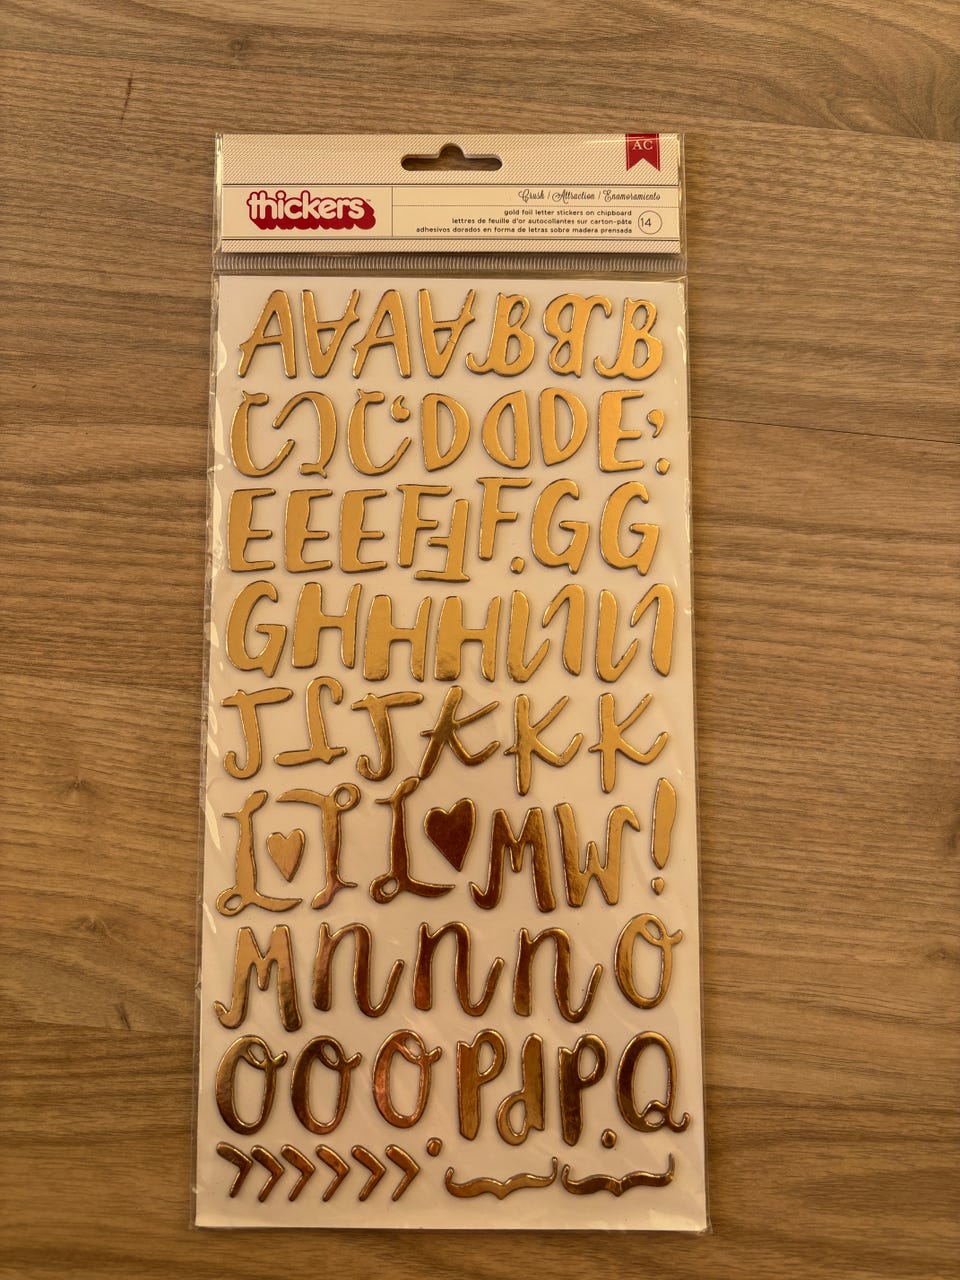 AC
thickers
Crush / Attraction / Enamoramiento
gold foil letter stickers on chipboard
lettres de feuille d'or autocollantes sur carton-pâte
adhesivos dorados en forma de letras sobre madera prensada
14
A A A A B B B
C C C ' D D D E ' .
E E E F F F . G G
G H H H I I I I
J J J K K K
L ♥ L L ♥ M W !
M n n n O
O O O P P P . Q
> > > > > > . { {